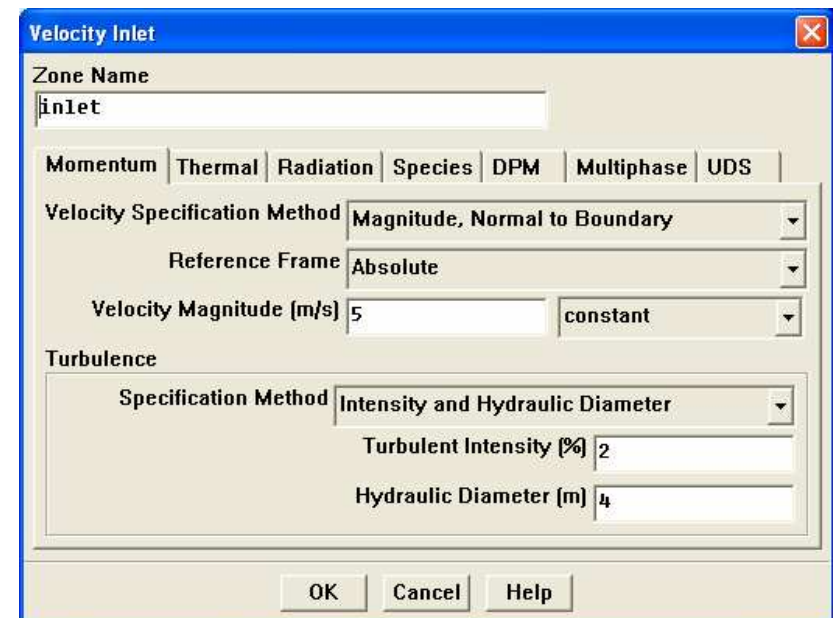 Velocity Inlet
Zone Name
inlet
Momentum Thermal Radiation Species DPM Multiphase UDS
Velocity Specification Method Magnitude, Normal to Boundary
Reference Frame Absolute
Velocity Magnitude (m/s) 5 constant
Turbulence
Specification Method Intensity and Hydraulic Diameter
Turbulent Intensity (%) 2
Hydraulic Diameter (m) 4
OK Cancel Help